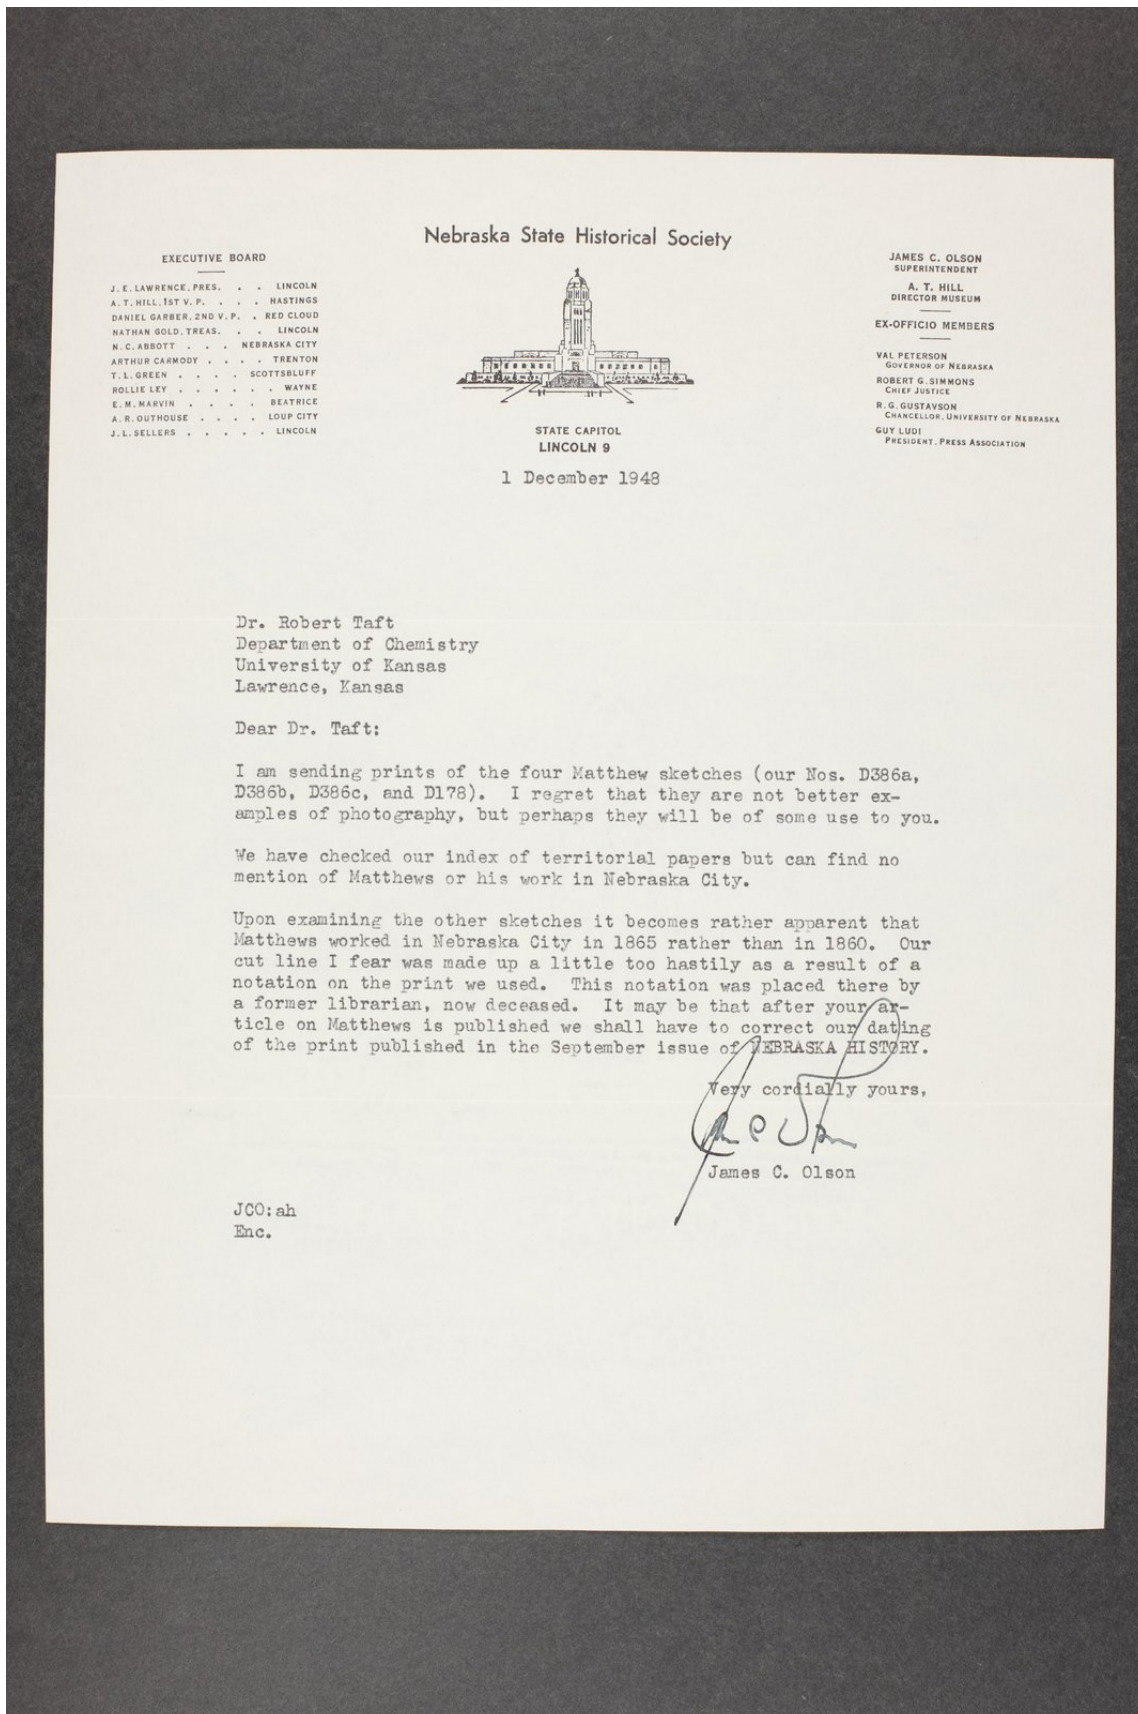 Nebraska State Historical Society
EXECUTIVE BOARD
J. E. LAWRENCE, PRES. . . LINCOLN
A. T. HILL, 1ST V. P. . . . HASTINGS
DANIEL GARBER, 2ND V. P. . RED CLOUD
NATHAN GOLD, TREAS. . . LINCOLN
N. C. ABBOTT . . . NEBRASKA CITY
ARTHUR CARMODY . . . . TRENTON
T. L. GREEN . . . . SCOTTSBLUFF
ROLLIE LEY . . . . . . WAYNE
E. M. MARVIN . . . . BEATRICE
A. R. OUTHOUSE . . . . LOUP CITY
J. L. SELLERS . . . . . LINCOLN
JAMES C. OLSON
SUPERINTENDENT
A. T. HILL
DIRECTOR MUSEUM
EX-OFFICIO MEMBERS
VAL PETERSON
GOVERNOR OF NEBRASKA
ROBERT G. SIMMONS
CHIEF JUSTICE
R. G. GUSTAVSON
CHANCELLOR, UNIVERSITY OF NEBRASKA
GUY LUDI
PRESIDENT, PRESS ASSOCIATION
STATE CAPITOL
LINCOLN 9
1 December 1948
Dr. Robert Taft
Department of Chemistry
University of Kansas
Lawrence, Kansas
Dear Dr. Taft:
I am sending prints of the four Matthew sketches (our Nos. D386a,
D386b, D386c, and D178). I regret that they are not better ex-
amples of photography, but perhaps they will be of some use to you.
We have checked our index of territorial papers but can find no
mention of Matthews or his work in Nebraska City.
Upon examining the other sketches it becomes rather apparent that
Matthews worked in Nebraska City in 1865 rather than in 1860. Our
cut line I fear was made up a little too hastily as a result of a
notation on the print we used. This notation was placed there by
a former librarian, now deceased. It may be that after your ar-
ticle on Matthews is published we shall have to correct our dating
of the print published in the September issue of NEBRASKA HISTORY.
Very cordially yours,
James C. Olson
JCO:ah
Enc.